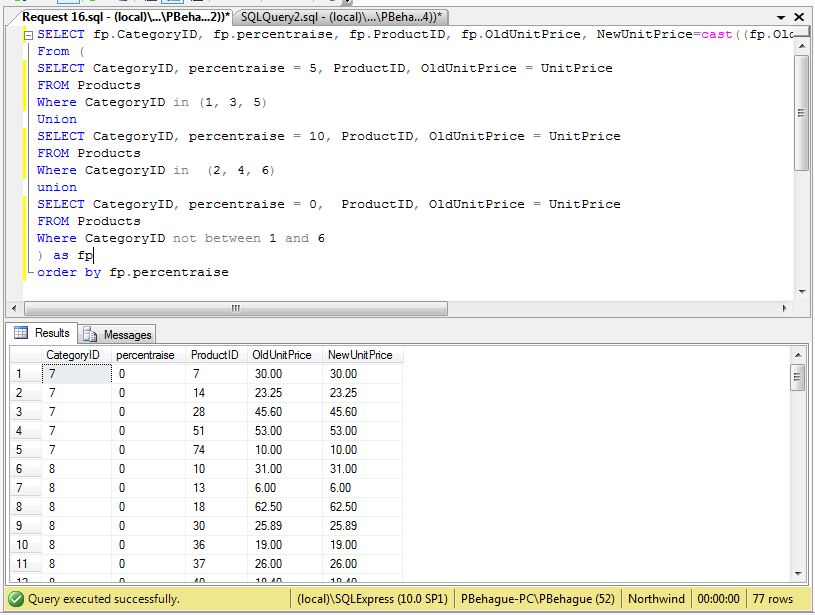 Request 16.sql - (local)\...\PBeha...2))* SQLQuery2.sql - (local)\...\PBeha...4))*
SELECT fp.CategoryID, fp.percentraise, fp.ProductID, fp.OldUnitPrice, NewUnitPrice=cast((fp.Old
From (
SELECT CategoryID, percentraise = 5, ProductID, OldUnitPrice = UnitPrice
FROM Products
Where CategoryID in (1, 3, 5)
Union
SELECT CategoryID, percentraise = 10, ProductID, OldUnitPrice = UnitPrice
FROM Products
Where CategoryID in  (2, 4, 6)
union
SELECT CategoryID, percentraise = 0,  ProductID, OldUnitPrice = UnitPrice
FROM Products
Where CategoryID not between 1 and 6
) as fp
order by fp.percentraise
Results Messages
CategoryID percentraise ProductID OldUnitPrice NewUnitPrice
1 7 0 7 30.00 30.00
2 7 0 14 23.25 23.25
3 7 0 28 45.60 45.60
4 7 0 51 53.00 53.00
5 7 0 74 10.00 10.00
6 8 0 10 31.00 31.00
7 8 0 13 6.00 6.00
8 8 0 18 62.50 62.50
9 8 0 30 25.89 25.89
10 8 0 36 19.00 19.00
11 8 0 37 26.00 26.00
12 8 0 40 18.40 18.40
Query executed successfully. (local)\SQLExpress (10.0 SP1) PBehague-PC\PBehague (52) Northwind 00:00:00 77 rows